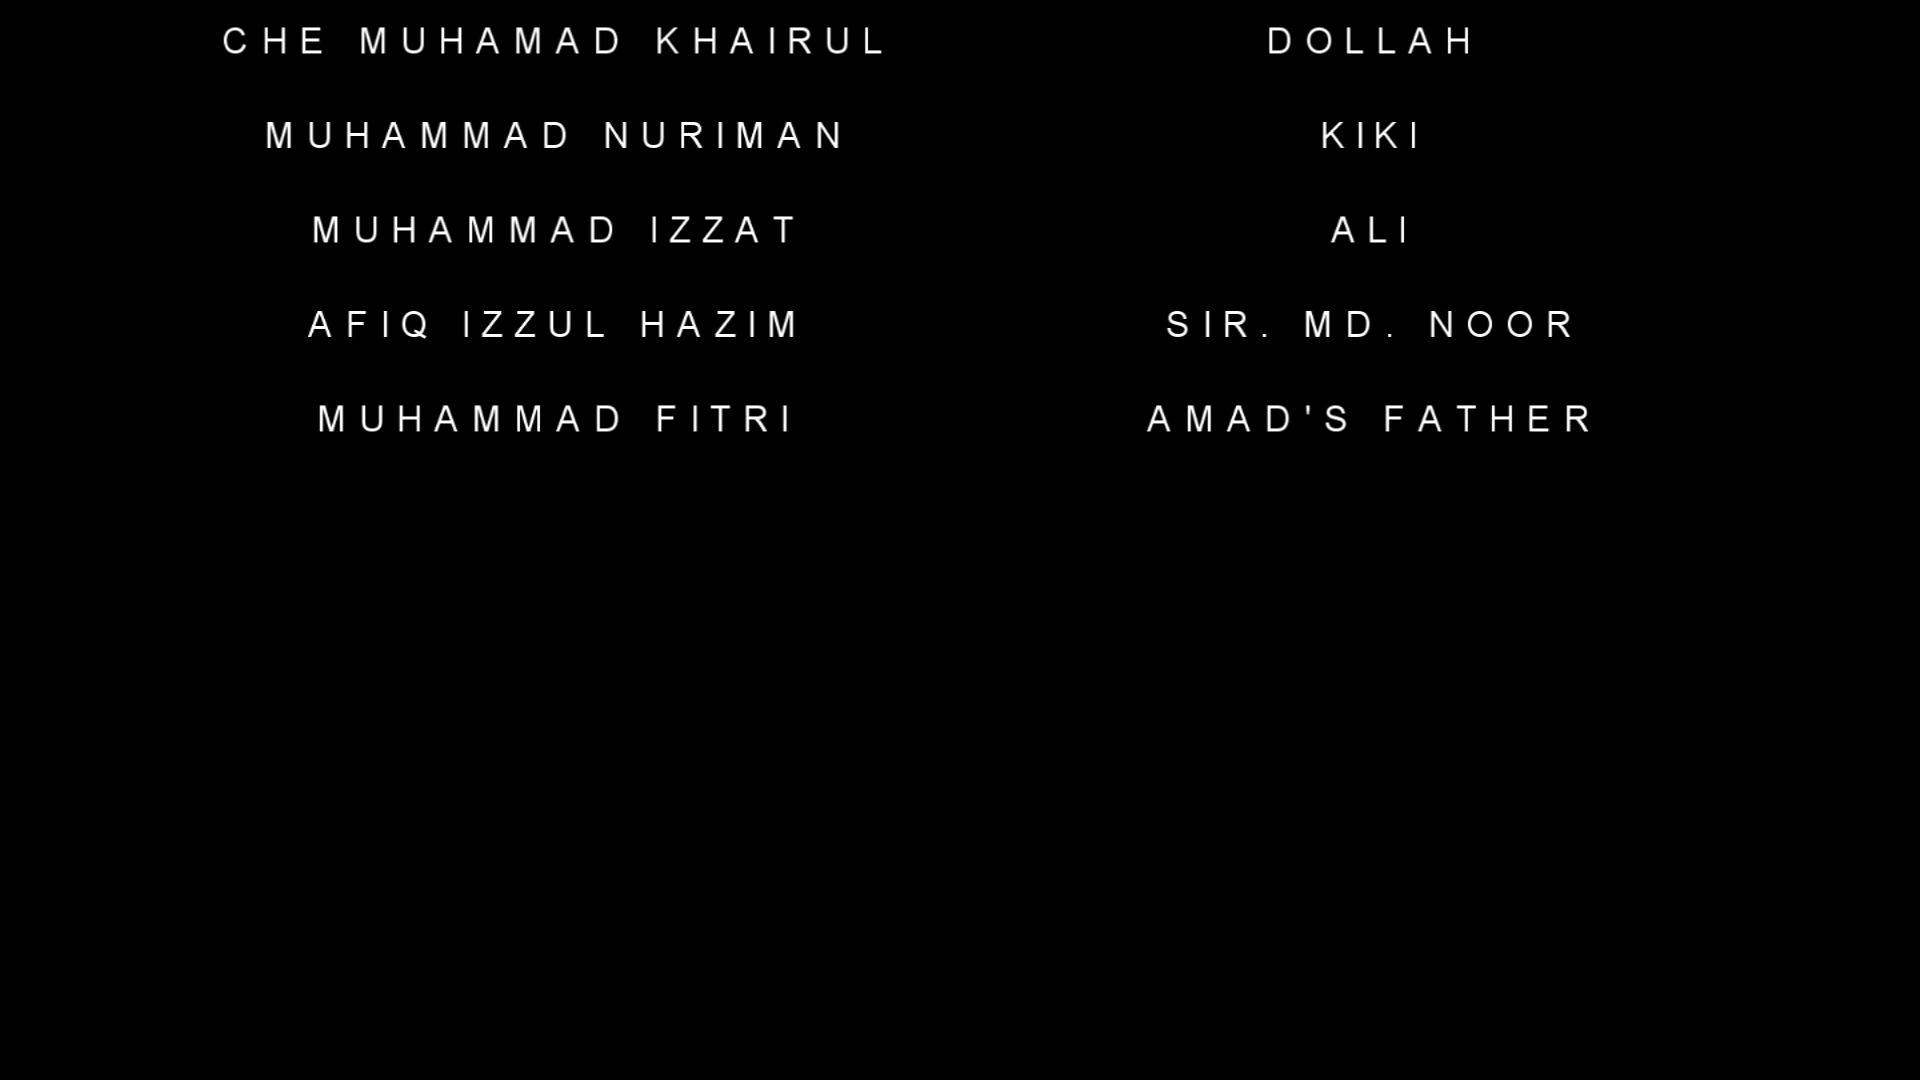 CHE MUHAMAD KHAIRUL DOLLAH
MUHAMMAD NURIMAN KIKI
MUHAMMAD IZZAT ALI
AFIQ IZZUL HAZIM SIR. MD. NOOR
MUHAMMAD FITRI AMAD'S FATHER